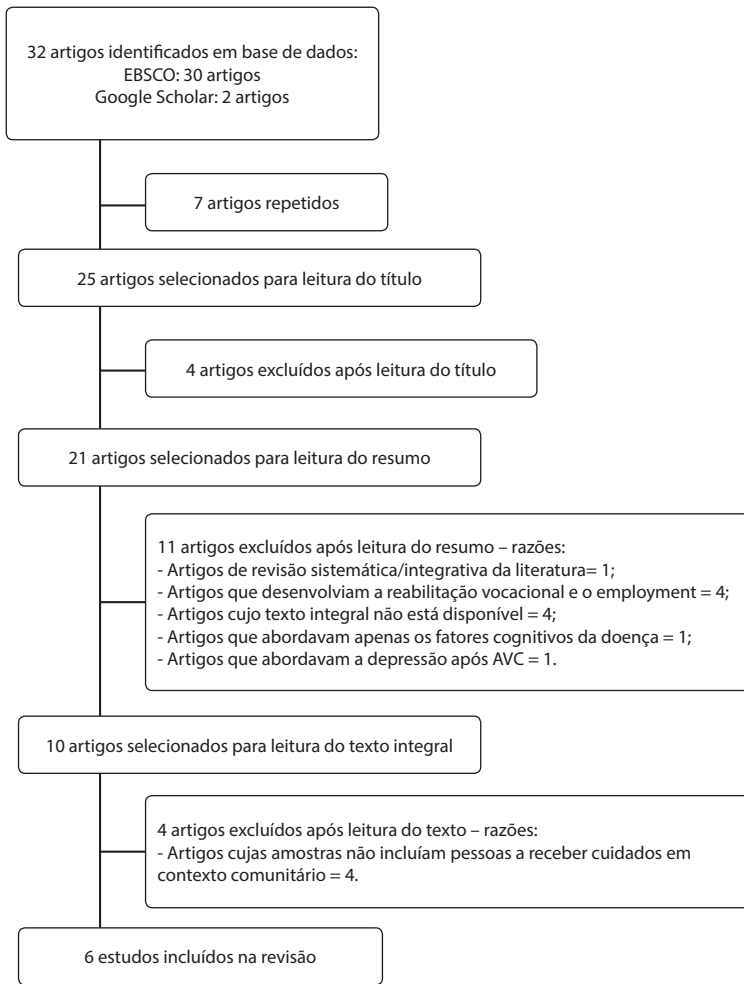 32 artigos identificados em base de dados:
EBSCO: 30 artigos
Google Scholar: 2 artigos
7 artigos repetidos
25 artigos selecionados para leitura do título
4 artigos excluídos após leitura do título
21 artigos selecionados para leitura do resumo
11 artigos excluídos após leitura do resumo – razões:
- Artigos de revisão sistemática/integrativa da literatura= 1;
- Artigos que desenvolviam a reabilitação vocacional e o employment = 4;
- Artigos cujo texto integral não está disponível = 4;
- Artigos que abordavam apenas os fatores cognitivos da doença = 1;
- Artigos que abordavam a depressão após AVC = 1.
10 artigos selecionados para leitura do texto integral
4 artigos excluídos após leitura do texto – razões:
- Artigos cujas amostras não incluíam pessoas a receber cuidados em
contexto comunitário = 4.
6 estudos incluídos na revisão